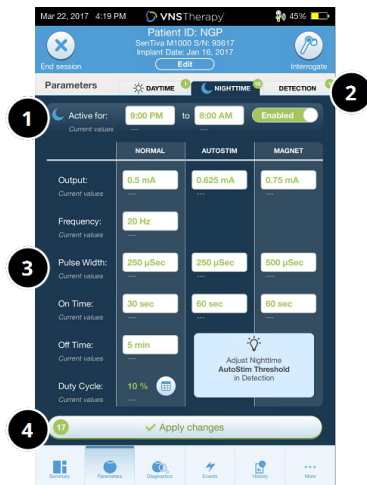 Mar 22, 2017 4:19 PM VNSTherapy 45%
Patient ID: NGP
SenTiva M1000 S/N: 93617
Implant Date: Jan 16, 2017
End session Edit Interrogate
Parameters DAYTIME NIGHTTIME 10 DETECTION
2
1
Active for: 9:00 PM to 8:00 AM Enabled
Current values --- ---
NORMAL AUTOSTIM MAGNET
Output: 0.5 mA 0.625 mA 0.75 mA
Current values --- --- ---
Frequency: 20 Hz
Current values ---
3
Pulse Width: 250 µSec 250 µSec 500 µSec
Current values --- --- ---
On Time: 30 sec 60 sec 60 sec
Current values --- --- ---
Off Time: 5 min
Current values ---
Adjust Nighttime
AutoStim Threshold
in Detection
Duty Cycle: 10 %
Current values ---
4
17 Apply changes
Summary Parameters Diagnostics Events History More